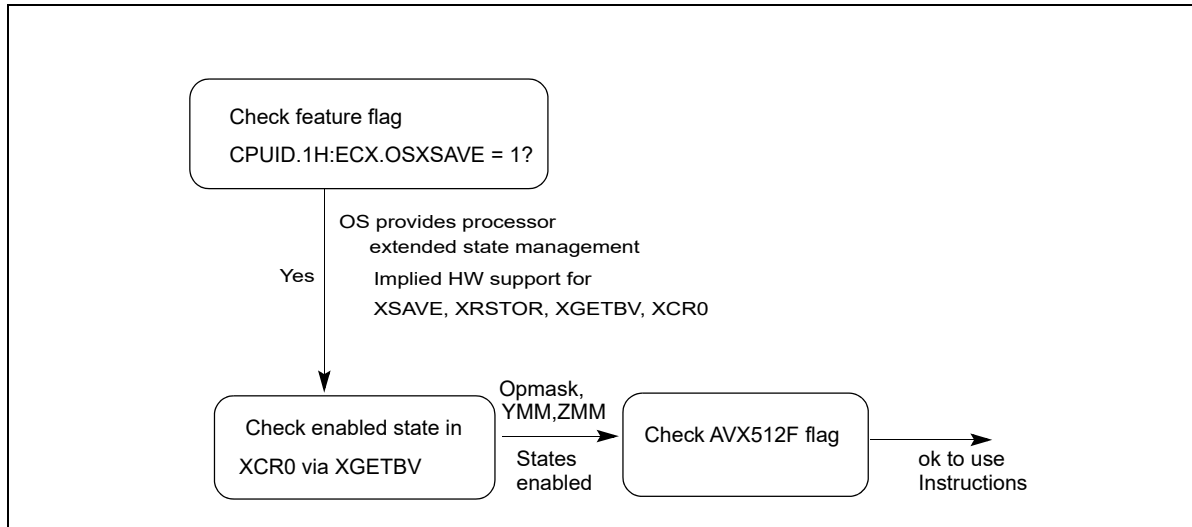 Check feature flag
CPUID.1H:ECX.OSXSAVE = 1?
OS provides processor
extended state management
Yes
Implied HW support for
XSAVE, XRSTOR, XGETBV, XCR0
Check enabled state in
XCR0 via XGETBV
Opmask,
YMM,ZMM
States
enabled
Check AVX512F flag
ok to use
Instructions